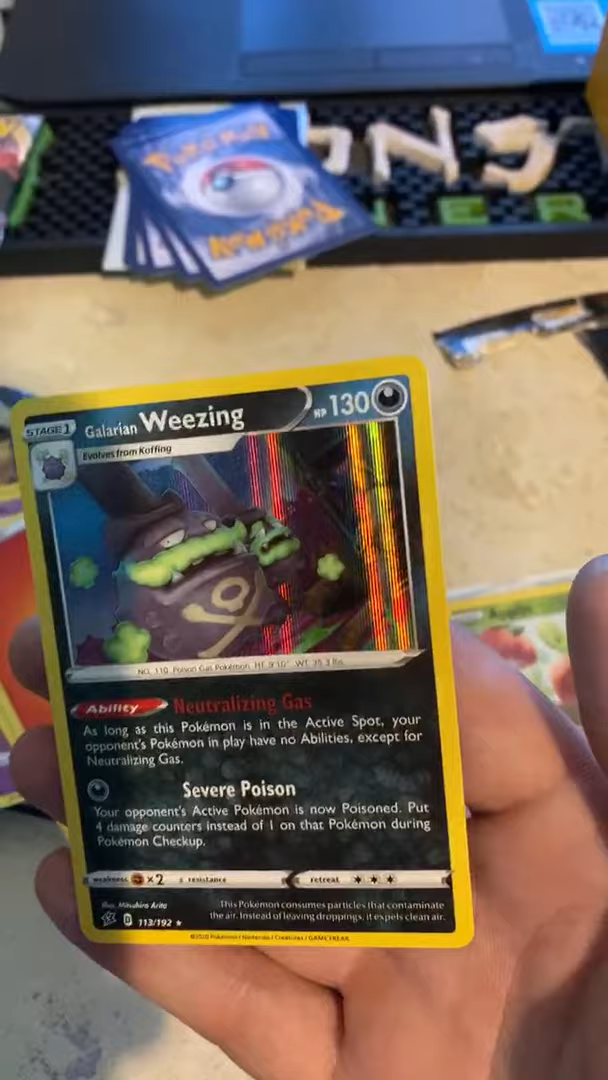 POKéMON
POKéMON
STAGE 1
Galarian Weezing
HP 130
Evolves from Koffing
NO. 110 Poison Gas Pokémon HT: 9'10" WT: 35.3 lbs
Ability Neutralizing Gas
As long as this Pokémon is in the Active Spot, your
opponent's Pokémon in play have no Abilities, except for
Neutralizing Gas.
Severe Poison
Your opponent's Active Pokémon is now Poisoned. Put
4 damage counters instead of 1 on that Pokémon during
Pokémon Checkup.
weakness ×2 resistance retreat
Illus. Mitsuhiro Arita
This Pokémon consumes particles that contaminate
the air. Instead of leaving droppings, it expels clean air.
D 113/192 ★
©2020 Pokémon / Nintendo / Creatures / GAME FREAK